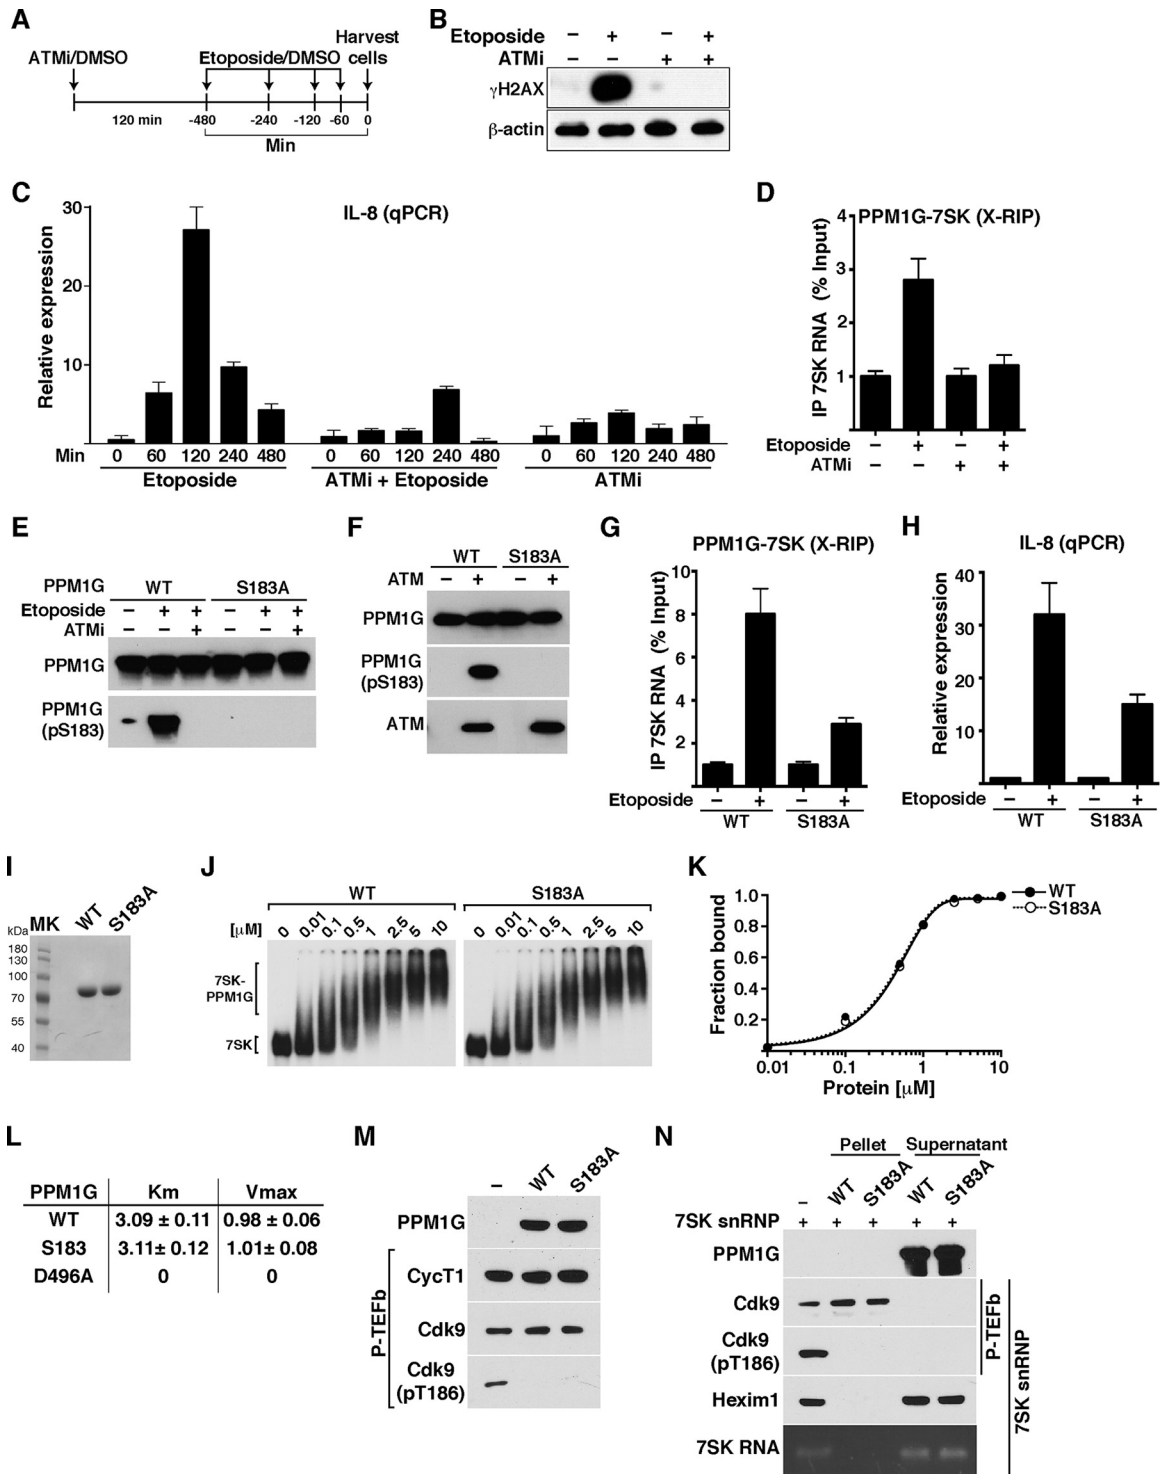 A
ATMi/DMSO
Etoposide/DMSO
Harvest
cells
120 min
-480 -240 -120 -60 0
Min
B
Etoposide – + – +
ATMi – – + +
γH2AX
β-actin
C
IL-8 (qPCR)
Relative expression
30
20
10
Min 0 60 120 240 480 0 60 120 240 480 0 60 120 240 480
Etoposide ATMi + Etoposide ATMi
D
PPM1G-7SK (X-RIP)
IP 7SK RNA (% Input)
4
3
2
1
Etoposide – + – +
ATMi – – + +
E
PPM1G WT S183A
Etoposide – + + – + +
ATMi + +
PPM1G
PPM1G
(pS183)
F
WT S183A
ATM – + – +
PPM1G
PPM1G
(pS183)
ATM
G
PPM1G-7SK (X-RIP)
IP 7SK RNA (% Input)
10
8
6
4
2
Etoposide – + – +
WT S183A
H
IL-8 (qPCR)
Relative expression
40
30
20
10
Etoposide – + – +
WT S183A
I
kDa MK WT S183A
180
130
100
70
55
40
J
WT S183A
[μM] 0 0.01 0.1 0.5 1 2.5 5 10 0 0.01 0.1 0.5 1 2.5 5 10
7SK-
PPM1G
7SK
K
Fraction bound
1.0
0.8
0.6
0.4
0.2
0.01 0.1 1 10
Protein [μM]
WT
S183A
L
PPM1G Km Vmax
WT 3.09 ± 0.11 0.98 ± 0.06
S183 3.11± 0.12 1.01± 0.08
D496A 0 0
M
– WT S183A
PPM1G
CycT1
Cdk9
Cdk9
(pT186)
P-TEFb
N
Pellet Supernatant
– WT S183A WT S183A
7SK snRNP + + + + +
PPM1G
Cdk9
Cdk9
(pT186)
Hexim1
7SK RNA
P-TEFb
7SK snRNP